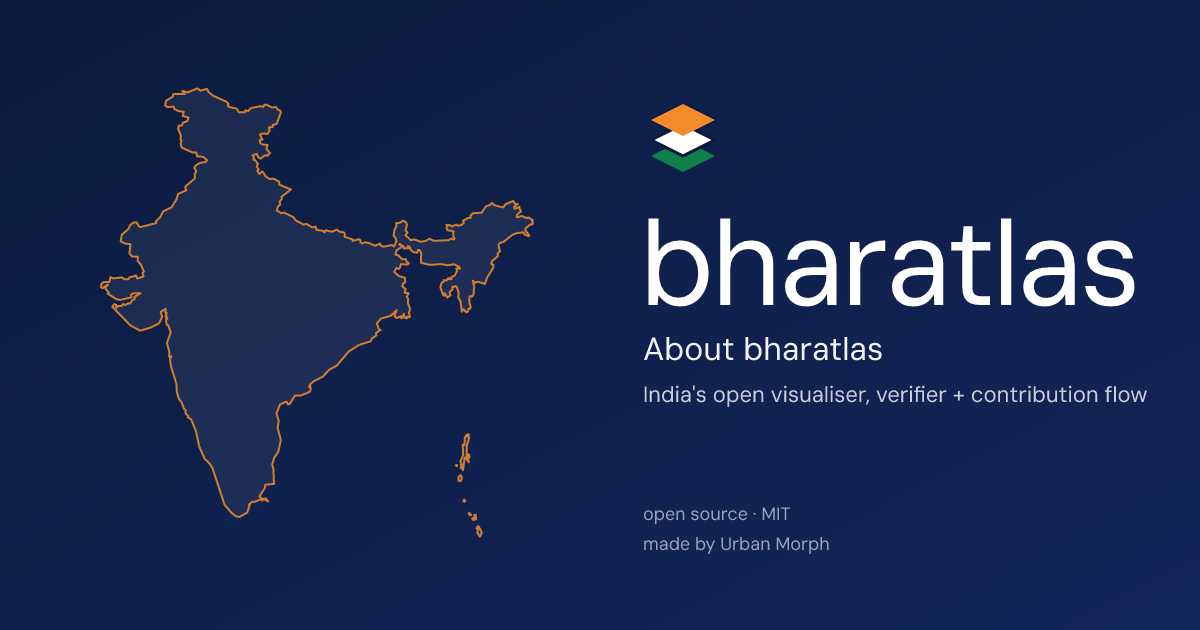 bharatlas
About bharatlas
India's open visualiser, verifier + contribution flow
open source · MIT
made by Urban Morph